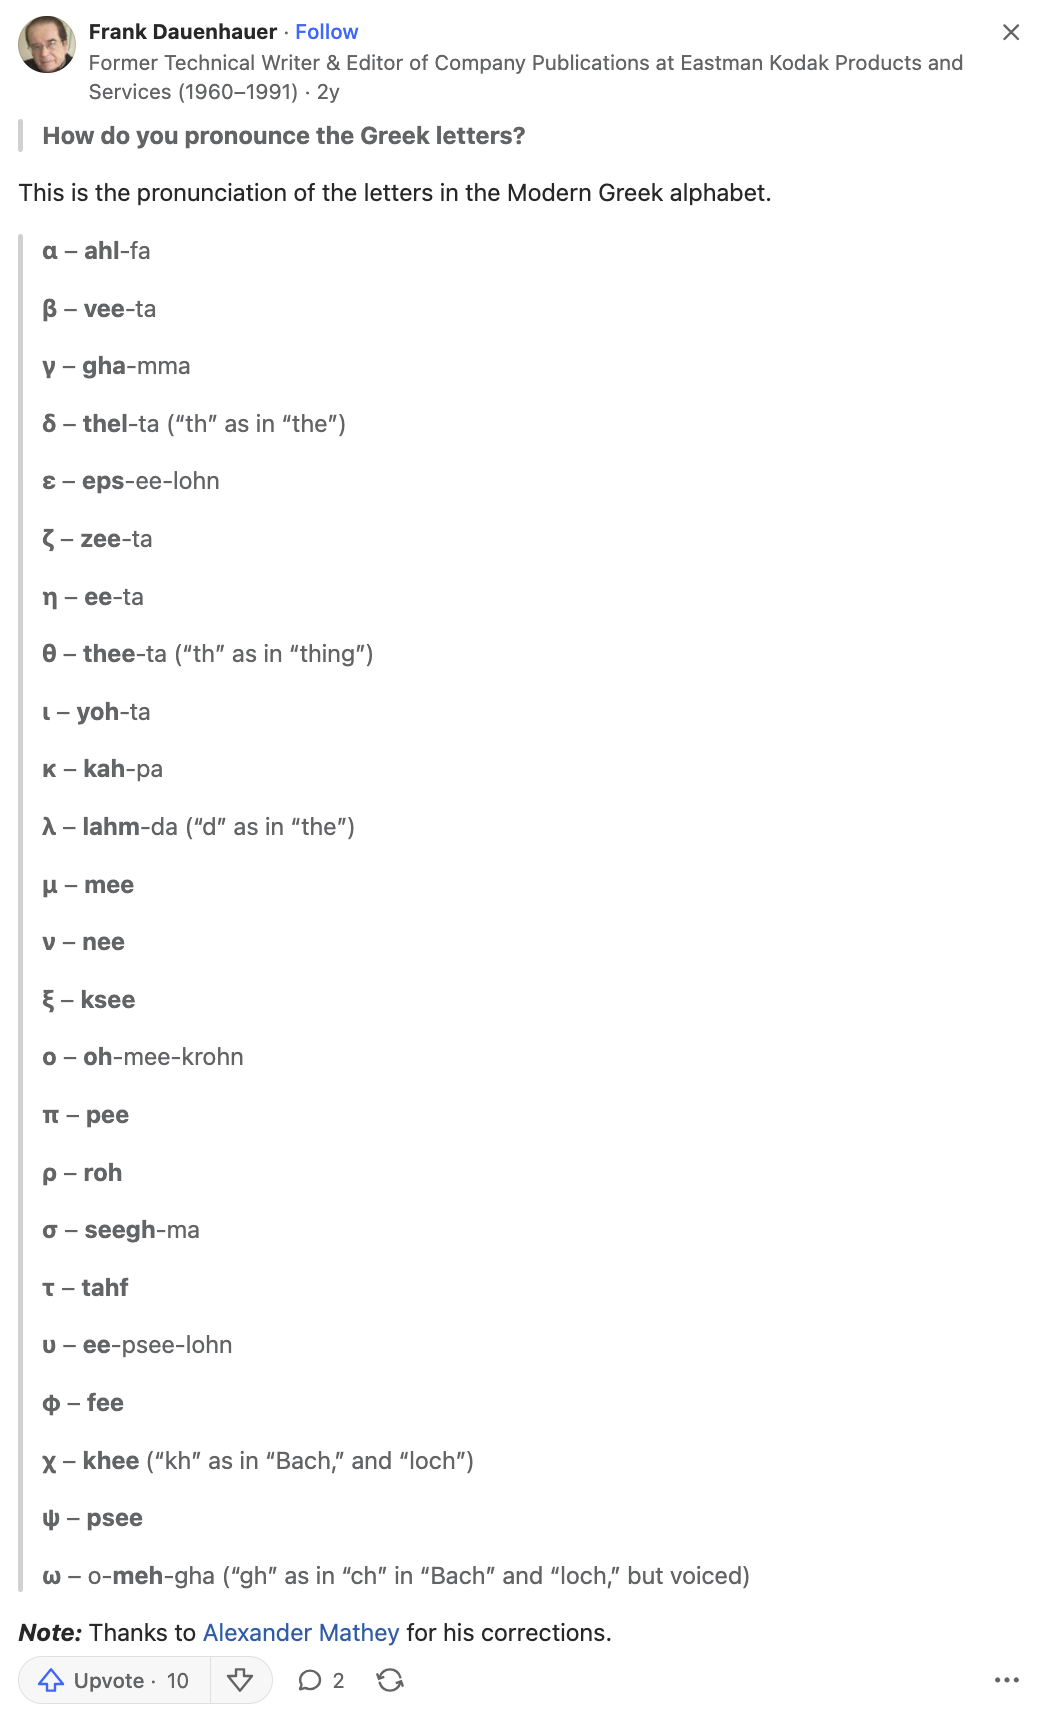 Frank Dauenhauer · Follow
Former Technical Writer & Editor of Company Publications at Eastman Kodak Products and
Services (1960–1991) · 2y
How do you pronounce the Greek letters?
This is the pronunciation of the letters in the Modern Greek alphabet.
α – ahl-fa
β – vee-ta
γ – gha-mma
δ – thel-ta (“th” as in “the”)
ε – eps-ee-lohn
ζ – zee-ta
η – ee-ta
θ – thee-ta (“th” as in “thing”)
ι – yoh-ta
κ – kah-pa
λ – lahm-da (“d” as in “the”)
μ – mee
ν – nee
ξ – ksee
ο – oh-mee-krohn
π – pee
ρ – roh
σ – seegh-ma
τ – tahf
υ – ee-psee-lohn
φ – fee
χ – khee (“kh” as in “Bach,” and “loch”)
ψ – psee
ω – o-meh-gha (“gh” as in “ch” in “Bach” and “loch,” but voiced)
Note: Thanks to Alexander Mathey for his corrections.
Upvote · 10 2